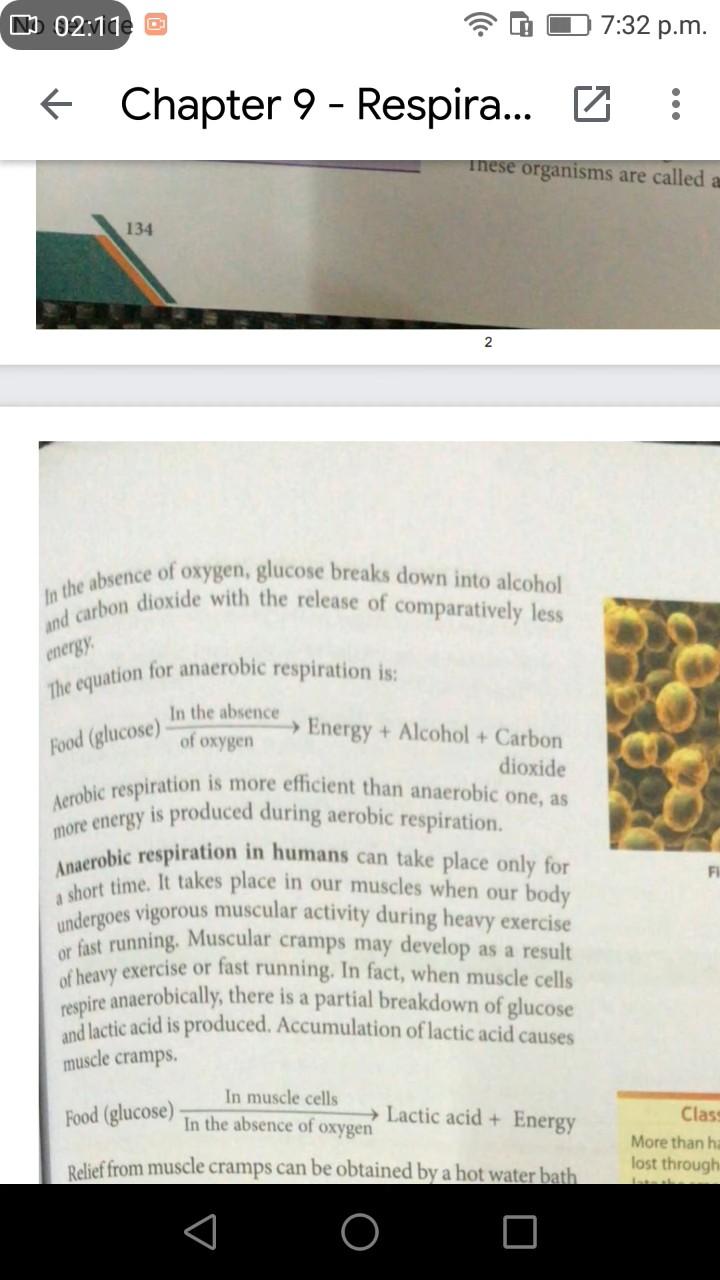 No service
02:11
7:32 p.m.
Chapter 9 - Respira...
These organisms are called a
134
2
In the absence of oxygen, glucose breaks down into alcohol
and carbon dioxide with the release of comparatively less
energy.
The equation for anaerobic respiration is:
Food (glucose) In the absence of oxygen → Energy + Alcohol + Carbon
dioxide
Aerobic respiration is more efficient than anaerobic one, as
more energy is produced during aerobic respiration.
Anaerobic respiration in humans can take place only for
a short time. It takes place in our muscles when our body
undergoes vigorous muscular activity during heavy exercise
or fast running. Muscular cramps may develop as a result
of heavy exercise or fast running. In fact, when muscle cells
respire anaerobically, there is a partial breakdown of glucose
and lactic acid is produced. Accumulation of lactic acid causes
muscle cramps.
Food (glucose) In muscle cells In the absence of oxygen → Lactic acid + Energy
Relief from muscle cramps can be obtained by a hot water bath
Fi
Class
More than ha
lost through